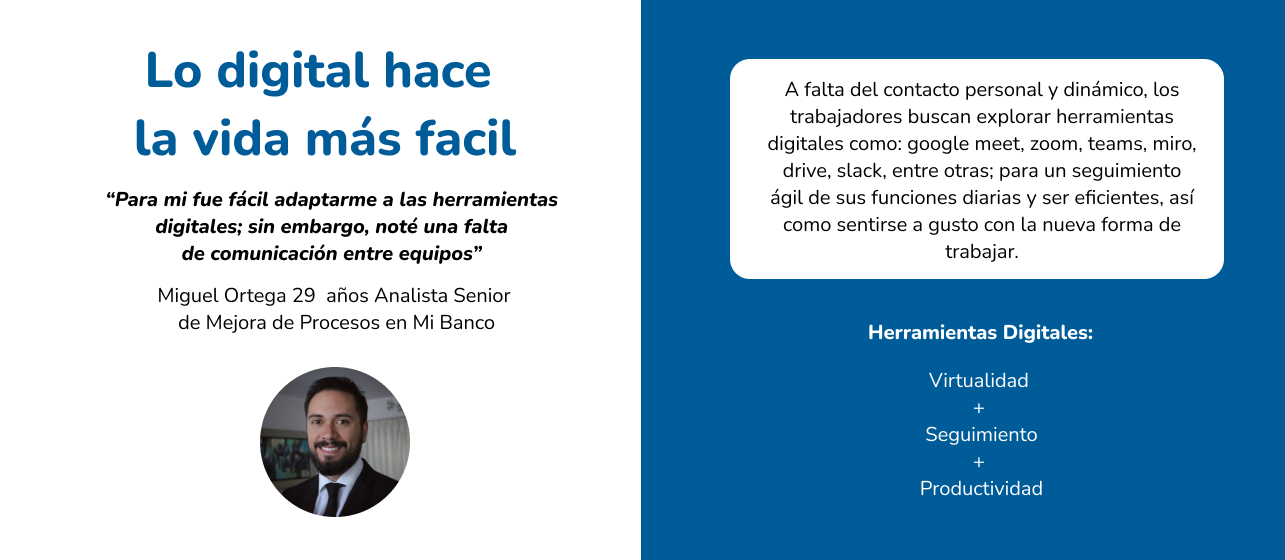 Lo digital hace
la vida más facil
“Para mi fue fácil adaptarme a las herramientas
digitales; sin embargo, noté una falta
de comunicación entre equipos”
Miguel Ortega 29  años Analista Senior
de Mejora de Procesos en Mi Banco
A falta del contacto personal y dinámico, los
trabajadores buscan explorar herramientas
digitales como: google meet, zoom, teams, miro,
drive, slack, entre otras; para un seguimiento
ágil de sus funciones diarias y ser eficientes, así
como sentirse a gusto con la nueva forma de
trabajar.
Herramientas Digitales:
Virtualidad
+
Seguimiento
+
Productividad